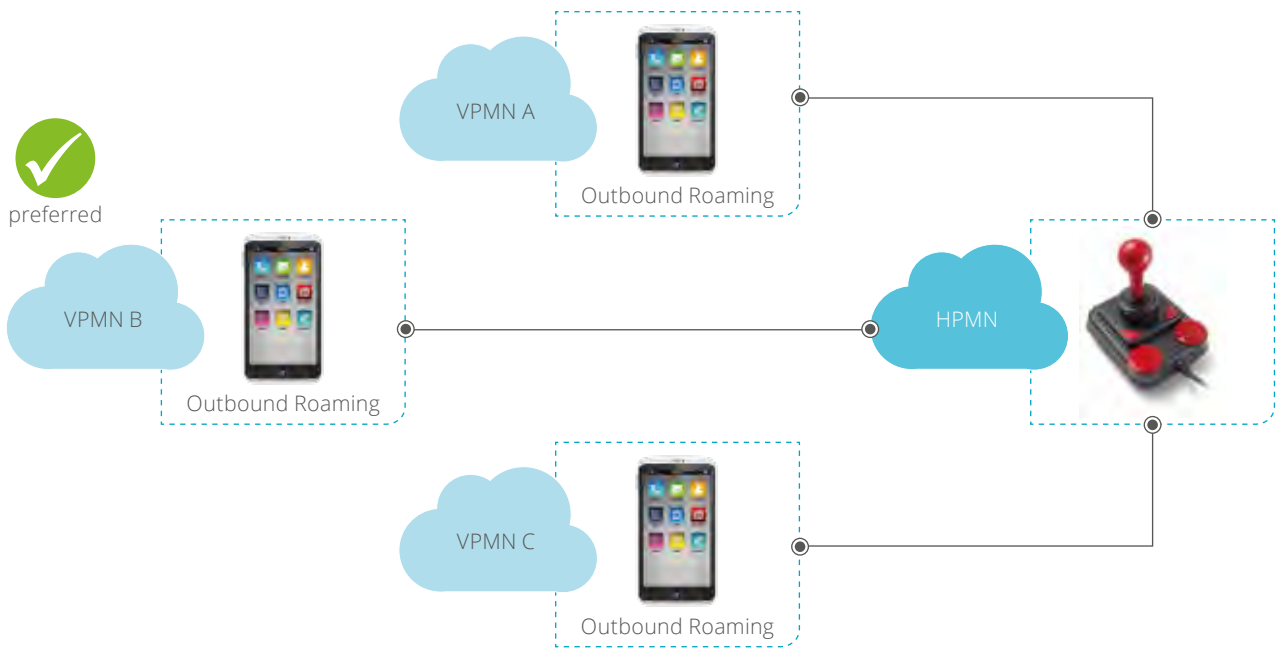 VPMN A
Outbound Roaming
preferred
VPMN B
Outbound Roaming
HPMN
VPMN C
Outbound Roaming